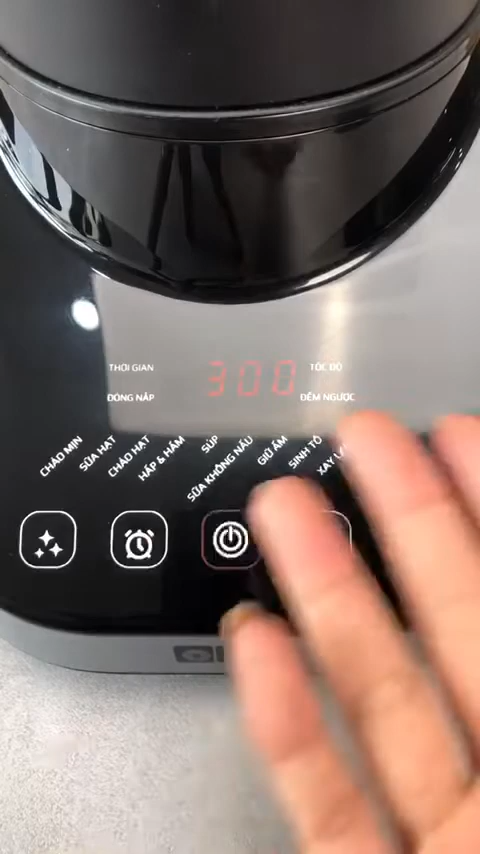 THỜI GIAN
300
TỐC ĐỘ
ĐÓNG NẮP
ĐẾM NGƯỢC
CHÁO MỊN
SỮA HẠT
CHÁO HẠT
HẤP & HẦM
SÚP
SỮA KHÔNG NẤU
GIỮ ẤM
SINH TỐ
XAY